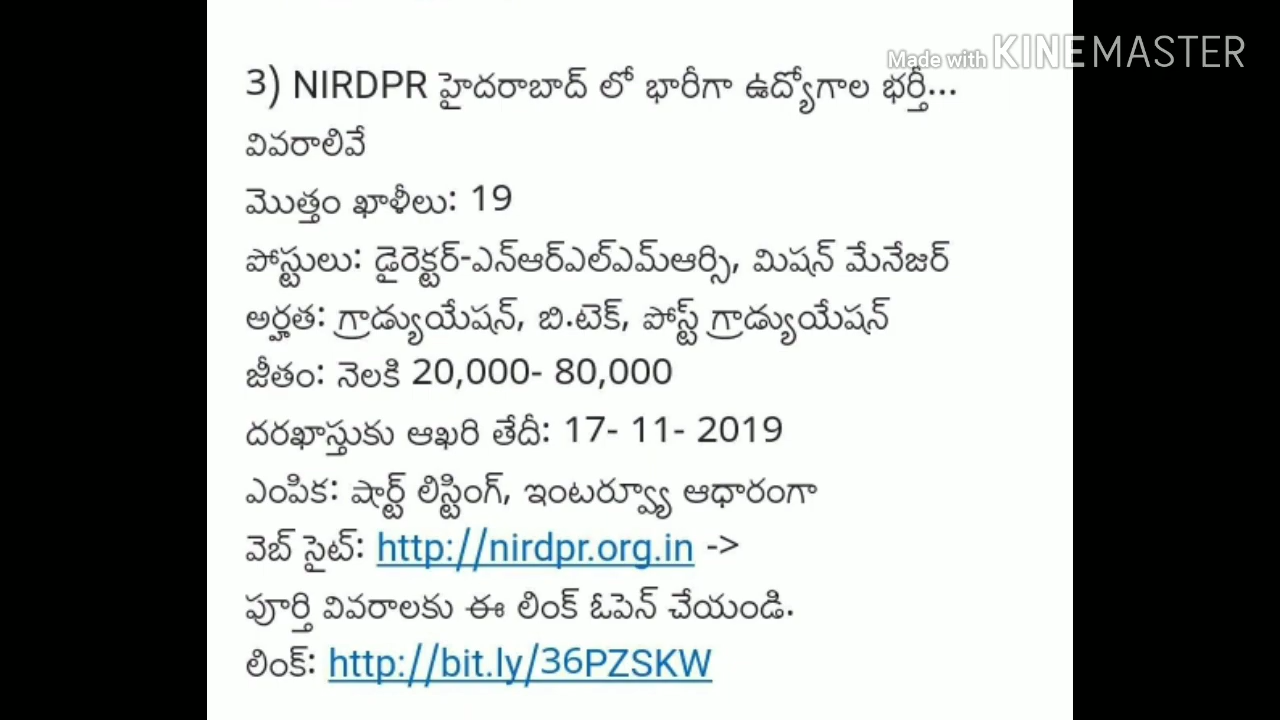 Made with KINEMASTER
3) NIRDPR హైదరాబాద్ లో భారీగా ఉద్యోగాల భర్తీ...
వివరాలివే
మొత్తం ఖాళీలు: 19
పోస్టులు: డైరెక్టర్-ఎన్ఆర్ఎల్ఎమ్ఆర్సి, మిషన్ మేనేజర్
అర్హత: గ్రాడ్యుయేషన్, బి.టెక్, పోస్ట్ గ్రాడ్యుయేషన్
జీతం: నెలకి 20,000- 80,000
దరఖాస్తుకు ఆఖరి తేదీ: 17- 11- 2019
ఎంపిక: షార్ట్ లిస్టింగ్, ఇంటర్వ్యూ ఆధారంగా
వెబ్ సైట్: http://nirdpr.org.in ->
పూర్తి వివరాలకు ఈ లింక్ ఓపెన్ చేయండి.
లింక్: http://bit.ly/36PZSKW